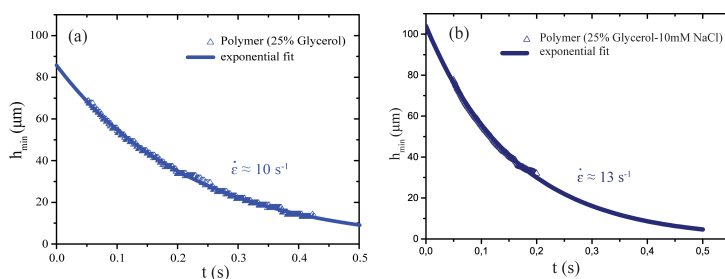 (a)
Polymer (25% Glycerol)
exponential fit
ε̇ ≈ 10 s⁻¹
h_min (μm)
100
80
60
40
20
0
0.0 0.1 0.2 0.3 0.4 0.5
t (s)
(b)
Polymer (25% Glycerol-10mM NaCl)
exponential fit
ε̇ ≈ 13 s⁻¹
h_min (μm)
100
80
60
40
20
0
0,0 0,1 0,2 0,3 0,4 0,5
t (s)